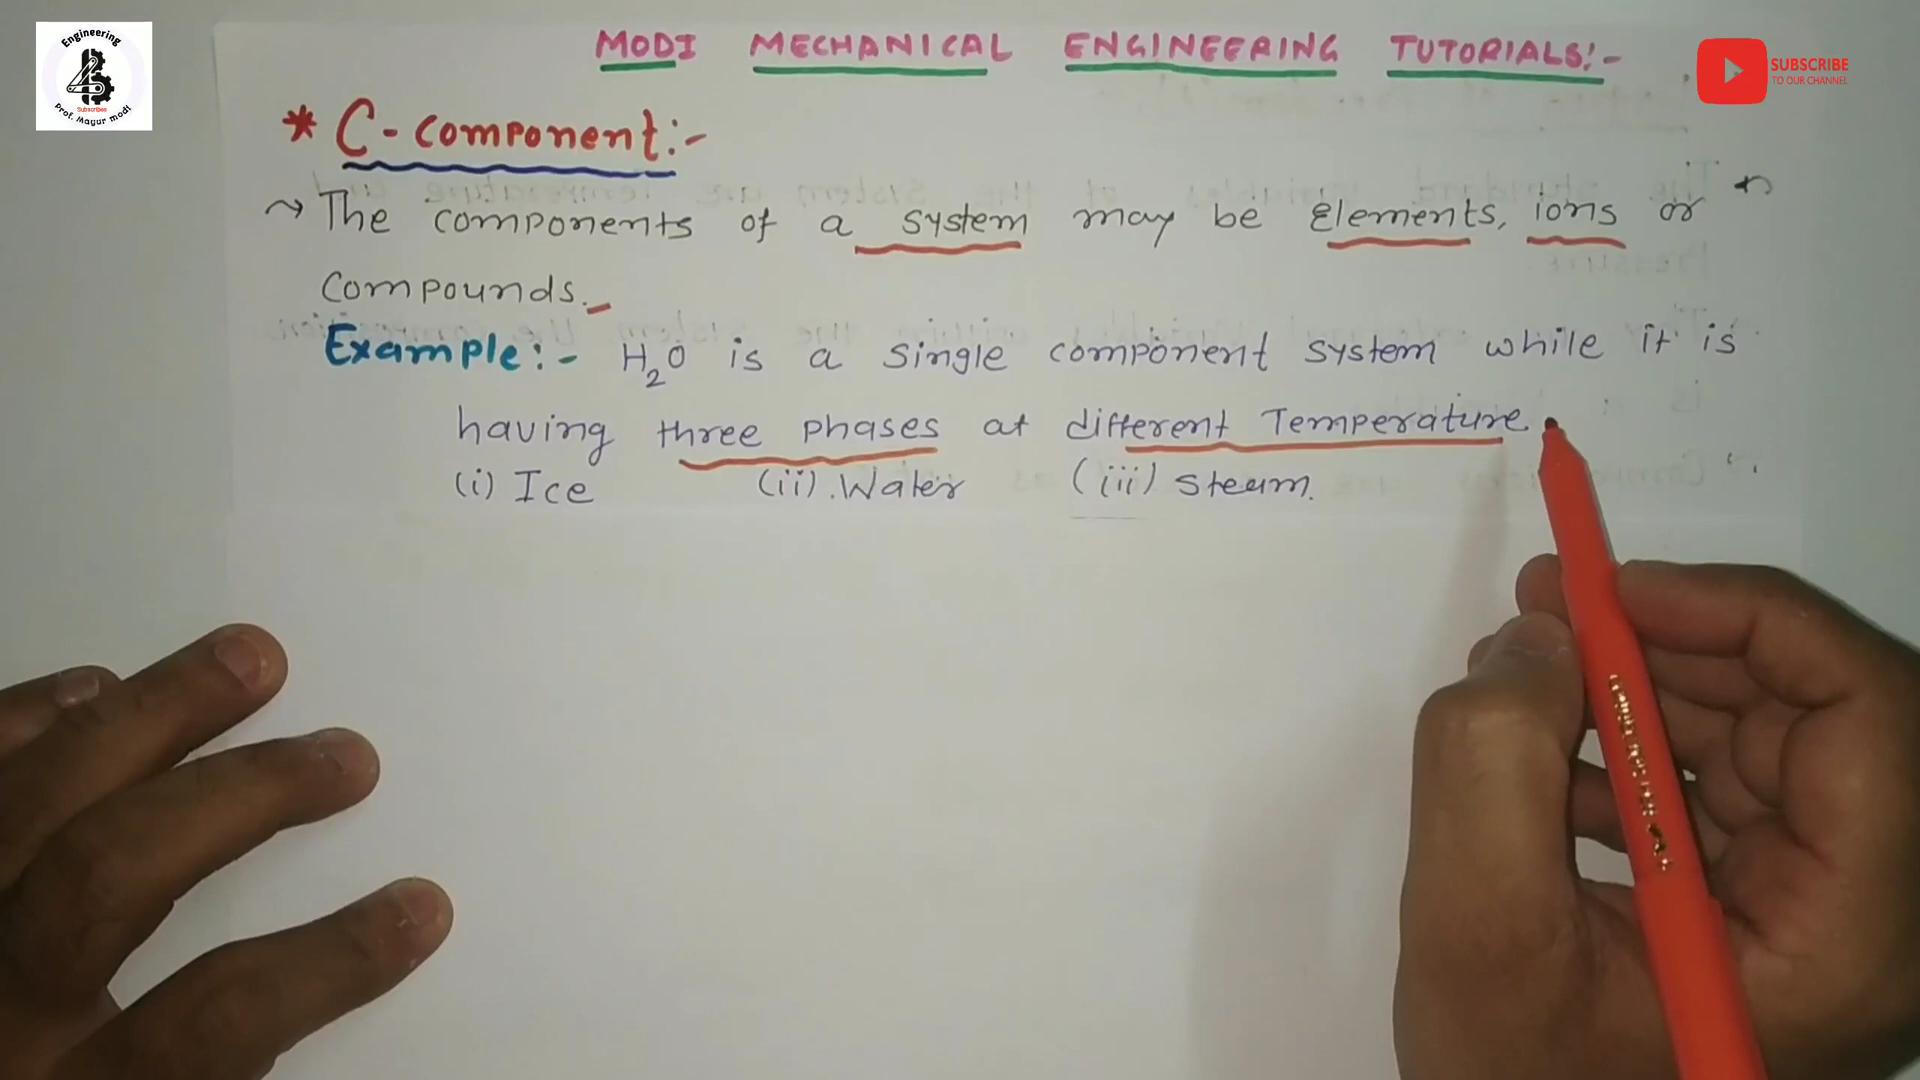 Engineering
Subscribes
Prof. Mayur modi
MODI MECHANICAL ENGINEERING TUTORIALS:-
SUBSCRIBE
TO OUR CHANNEL
* C-component:-
The components of a system may be Elements, ions or
Compounds.
Example:- H₂O is a single component system while it is
having three phases at different Temperature.
(i) Ice (ii). Water (iii) steam.